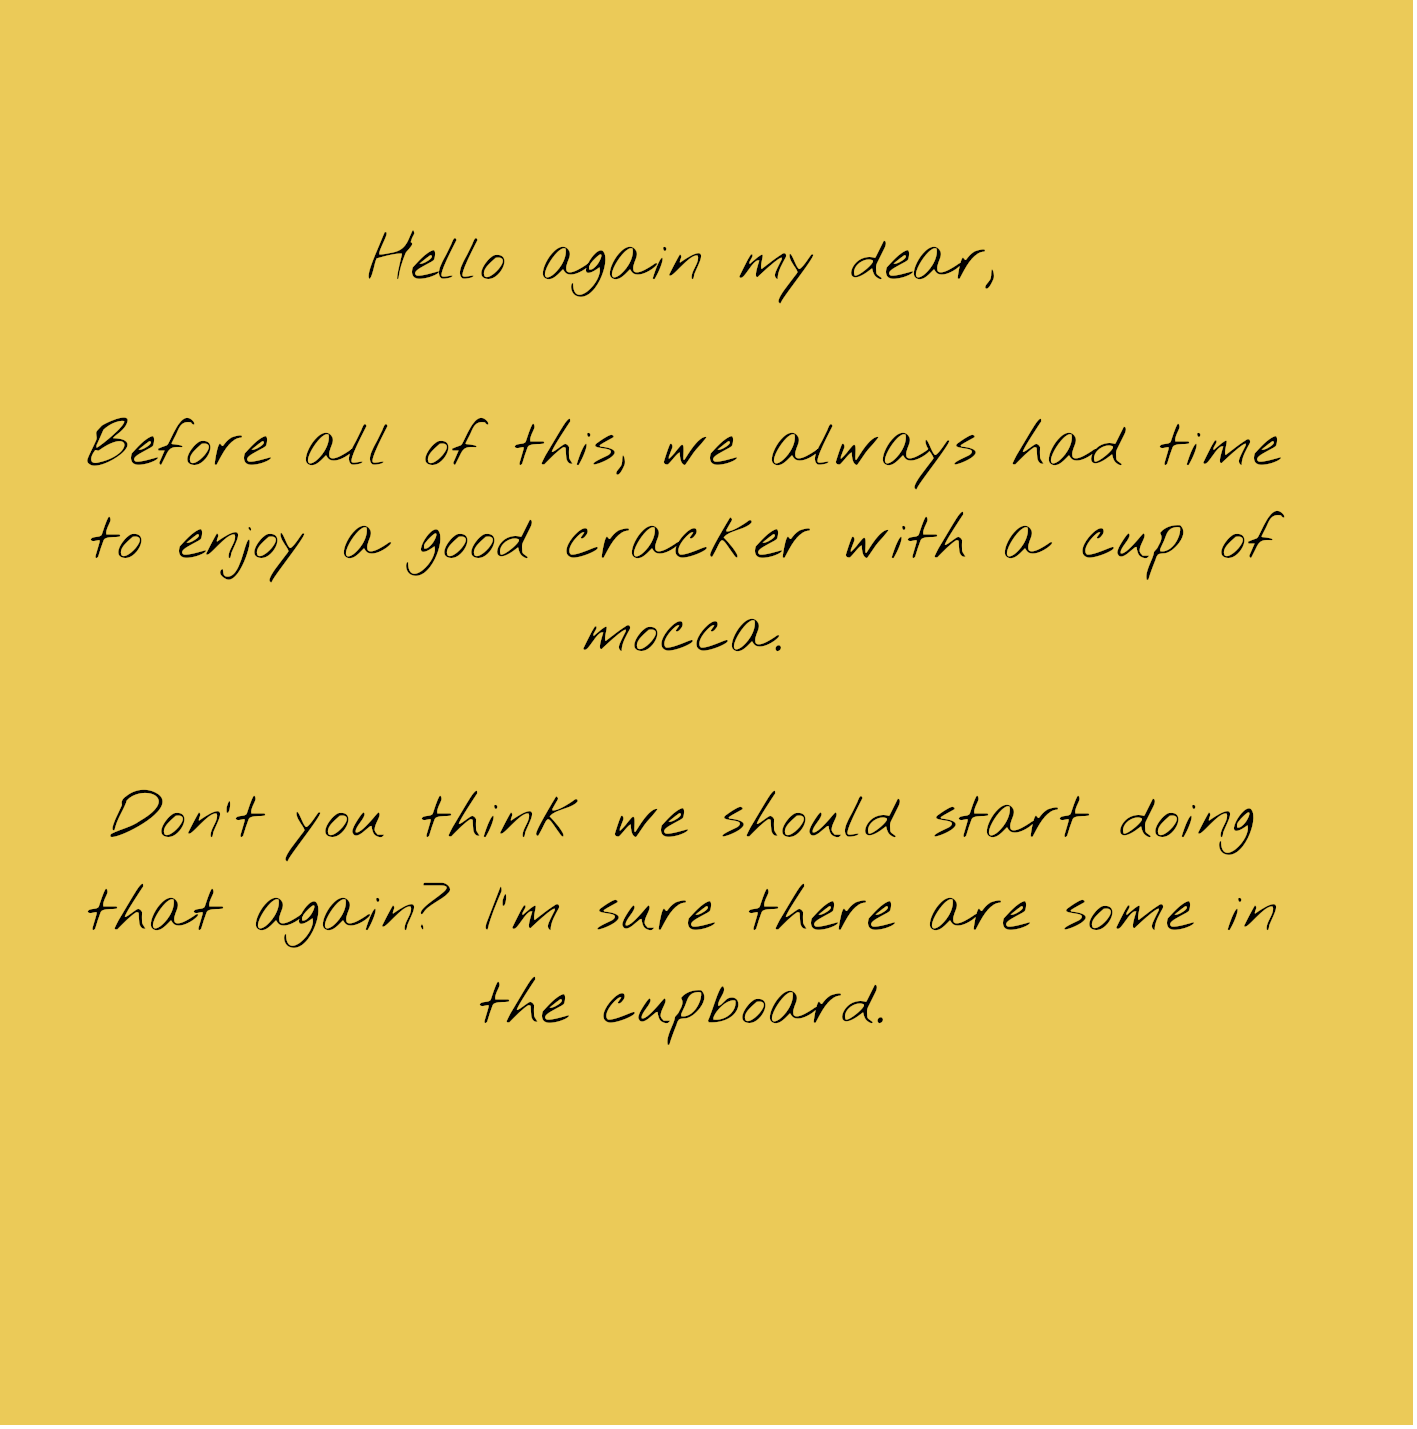 Hello again my dear,
Before all of this, we always had time
to enjoy a good cracker with a cup of
mocca.
Don't you think we should start doing
that again? I'm sure there are some in
the cupboard.